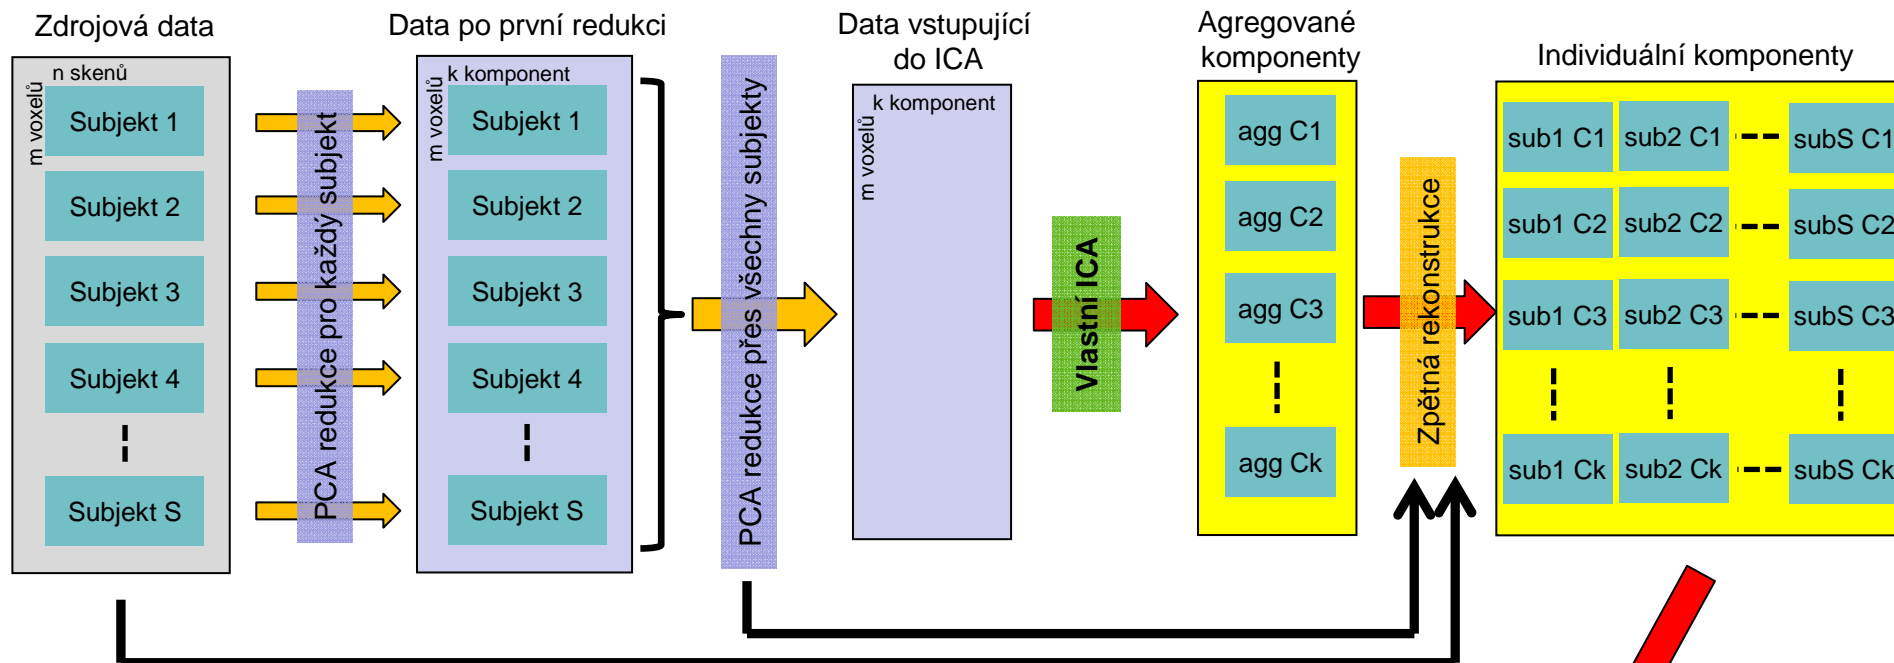 Zdrojová data
n skenů
m voxelů
Subjekt 1
Subjekt 2
Subjekt 3
Subjekt 4
Subjekt S
PCA redukce pro každý subjekt
Data po první redukci
k komponent
m voxelů
Subjekt 1
Subjekt 2
Subjekt 3
Subjekt 4
Subjekt S
PCA redukce přes všechny subjekty
Data vstupující
do ICA
k komponent
m voxelů
Vlastní ICA
Agregované
komponenty
agg C1
agg C2
agg C3
agg Ck
Zpětná rekonstrukce
Individuální komponenty
sub1 C1 sub2 C1 subS C1
sub1 C2 sub2 C2 subS C2
sub1 C3 sub2 C3 subS C3
sub1 Ck sub2 Ck subS Ck